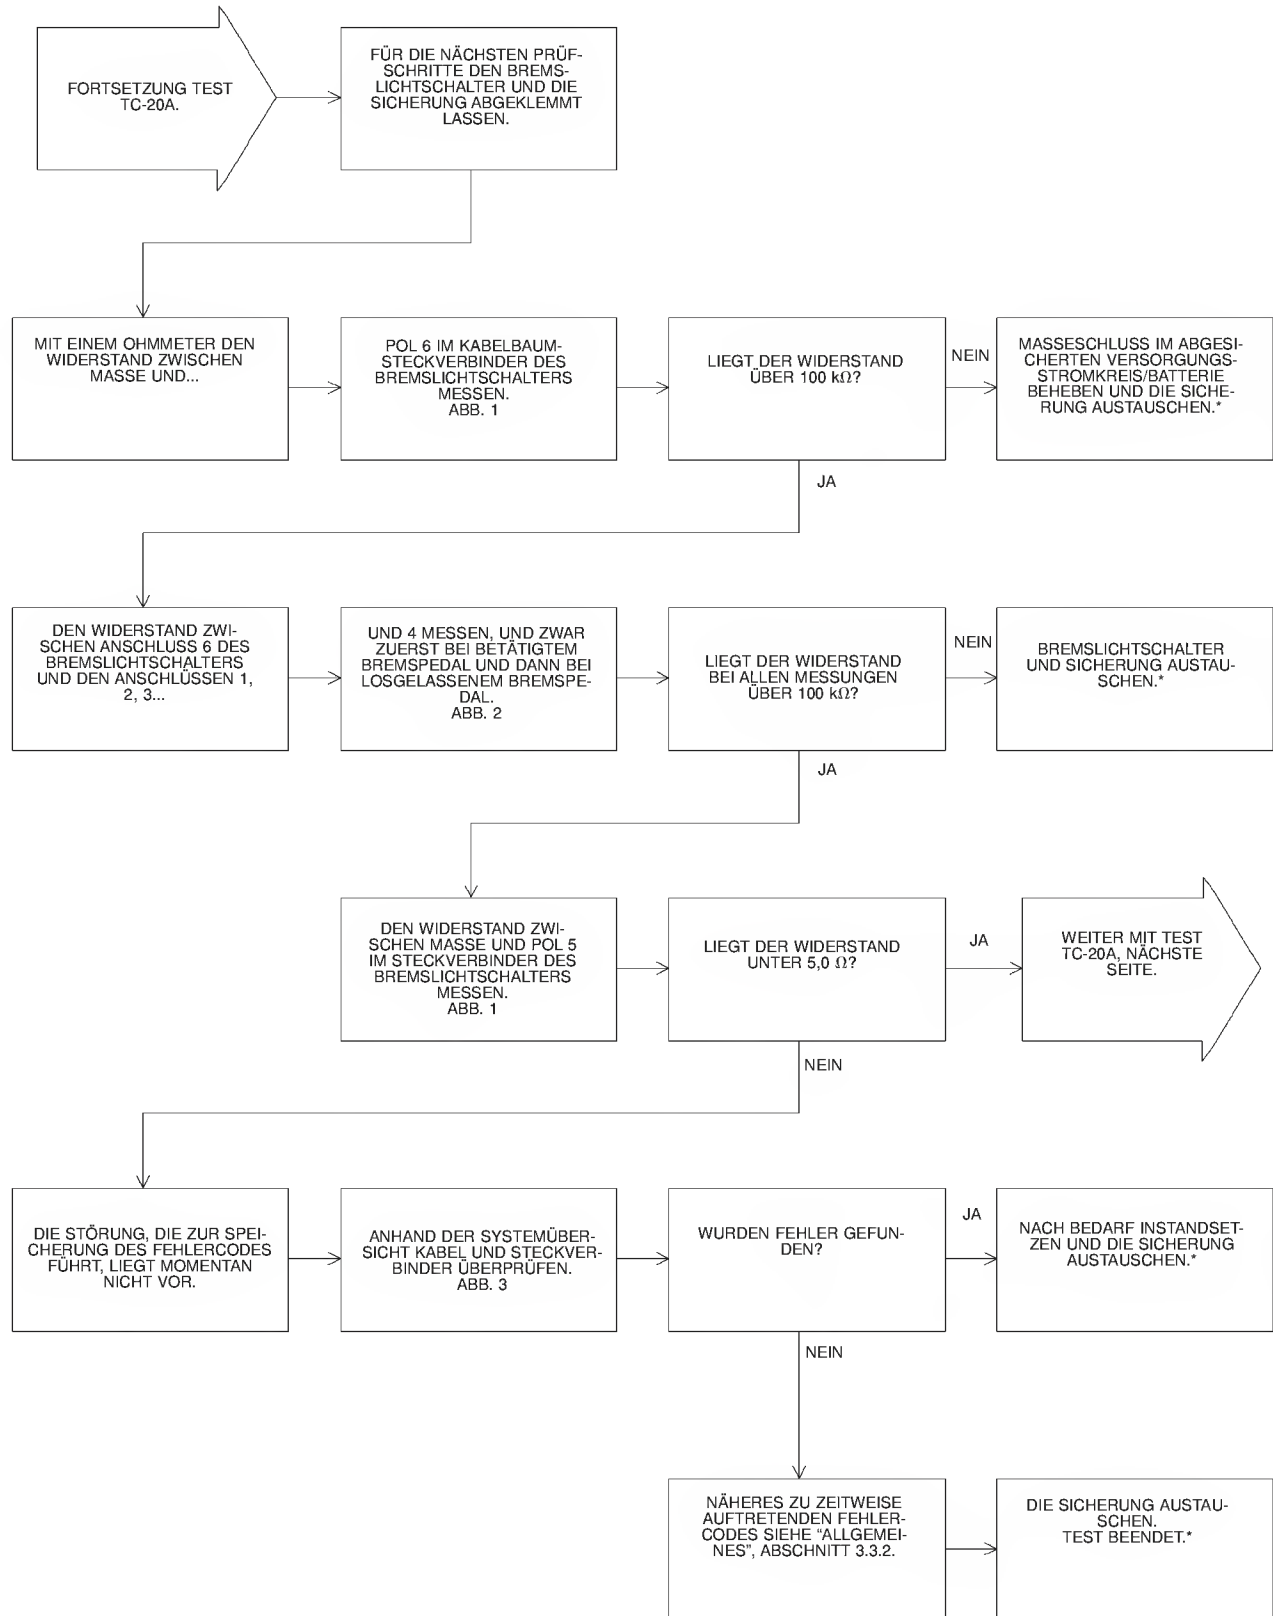 FORTSETZUNG TEST
TC-20A.
FÜR DIE NÄCHSTEN PRÜF-
SCHRITTE DEN BREMS-
LICHTSCHALTER UND DIE
SICHERUNG ABGEKLEMMT
LASSEN.
MIT EINEM OHMMETER DEN
WIDERSTAND ZWISCHEN
MASSE UND...
POL 6 IM KABELBAUM-
STECKVERBINDER DES
BREMSLICHTSCHALTERS
MESSEN.
ABB. 1
LIEGT DER WIDERSTAND
ÜBER 100 kΩ?
NEIN
MASSESCHLUSS IM ABGESI-
CHERTEN VERSORGUNGS-
STROMKREIS/BATTERIE
BEHEBEN UND DIE SICHE-
RUNG AUSTAUSCHEN.*
JA
DEN WIDERSTAND ZWI-
SCHEN ANSCHLUSS 6 DES
BREMSLICHTSCHALTERS
UND DEN ANSCHLÜSSEN 1,
2, 3...
UND 4 MESSEN, UND ZWAR
ZUERST BEI BETÄTIGTEM
BREMSPEDAL UND DANN BEI
LOSGELASSENEM BREMSPE-
DAL.
ABB. 2
LIEGT DER WIDERSTAND
BEI ALLEN MESSUNGEN
ÜBER 100 kΩ?
NEIN
BREMSLICHTSCHALTER
UND SICHERUNG AUSTAU-
SCHEN.*
JA
DEN WIDERSTAND ZWI-
SCHEN MASSE UND POL 5
IM STECKVERBINDER DES
BREMSLICHTSCHALTERS
MESSEN.
ABB. 1
LIEGT DER WIDERSTAND
UNTER 5,0 Ω?
JA
WEITER MIT TEST
TC-20A, NÄCHSTE
SEITE.
NEIN
DIE STÖRUNG, DIE ZUR SPEI-
CHERUNG DES FEHLERCODES
FÜHRT, LIEGT MOMENTAN
NICHT VOR.
ANHAND DER SYSTEMÜBER-
SICHT KABEL UND STECKVER-
BINDER ÜBERPRÜFEN.
ABB. 3
WURDEN FEHLER GEFUN-
DEN?
JA
NACH BEDARF INSTANDSET-
ZEN UND DIE SICHERUNG
AUSTAUSCHEN.*
NEIN
NÄHERES ZU ZEITWEISE
AUFTRETENDEN FEHLER-
CODES SIEHE “ALLGEMEI-
NES”, ABSCHNITT 3.3.2.
DIE SICHERUNG AUSTAU-
SCHEN.
TEST BEENDET.*